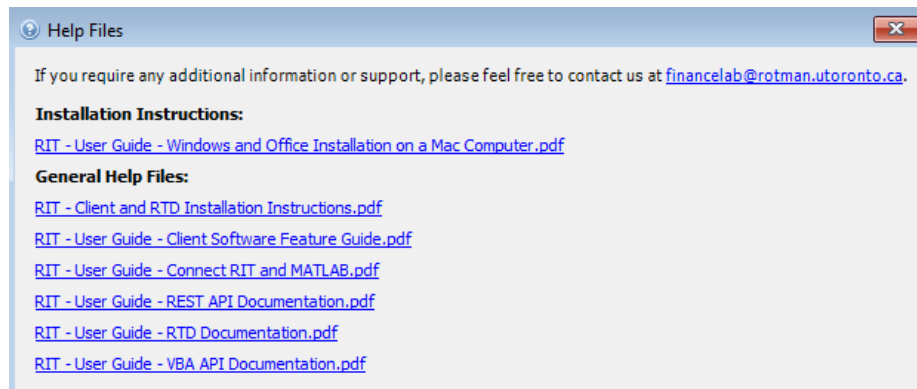 Help Files
If you require any additional information or support, please feel free to contact us at financelab@rotman.utoronto.ca.
Installation Instructions:
RIT - User Guide - Windows and Office Installation on a Mac Computer.pdf
General Help Files:
RIT - Client and RTD Installation Instructions.pdf
RIT - User Guide - Client Software Feature Guide.pdf
RIT - User Guide - Connect RIT and MATLAB.pdf
RIT - User Guide - REST API Documentation.pdf
RIT - User Guide - RTD Documentation.pdf
RIT - User Guide - VBA API Documentation.pdf